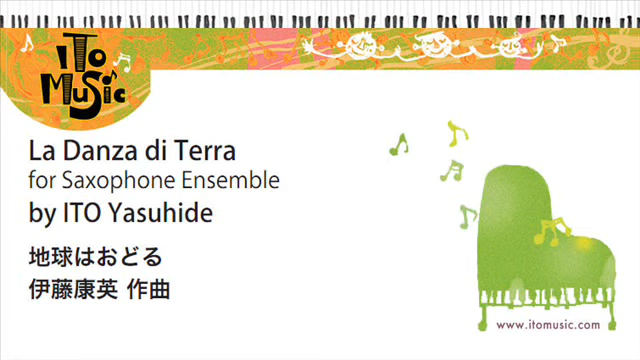 ITo
MUSic
La Danza di Terra
for Saxophone Ensemble
by ITO Yasuhide
地球はおどる
伊藤康英 作曲
www.itomusic.com